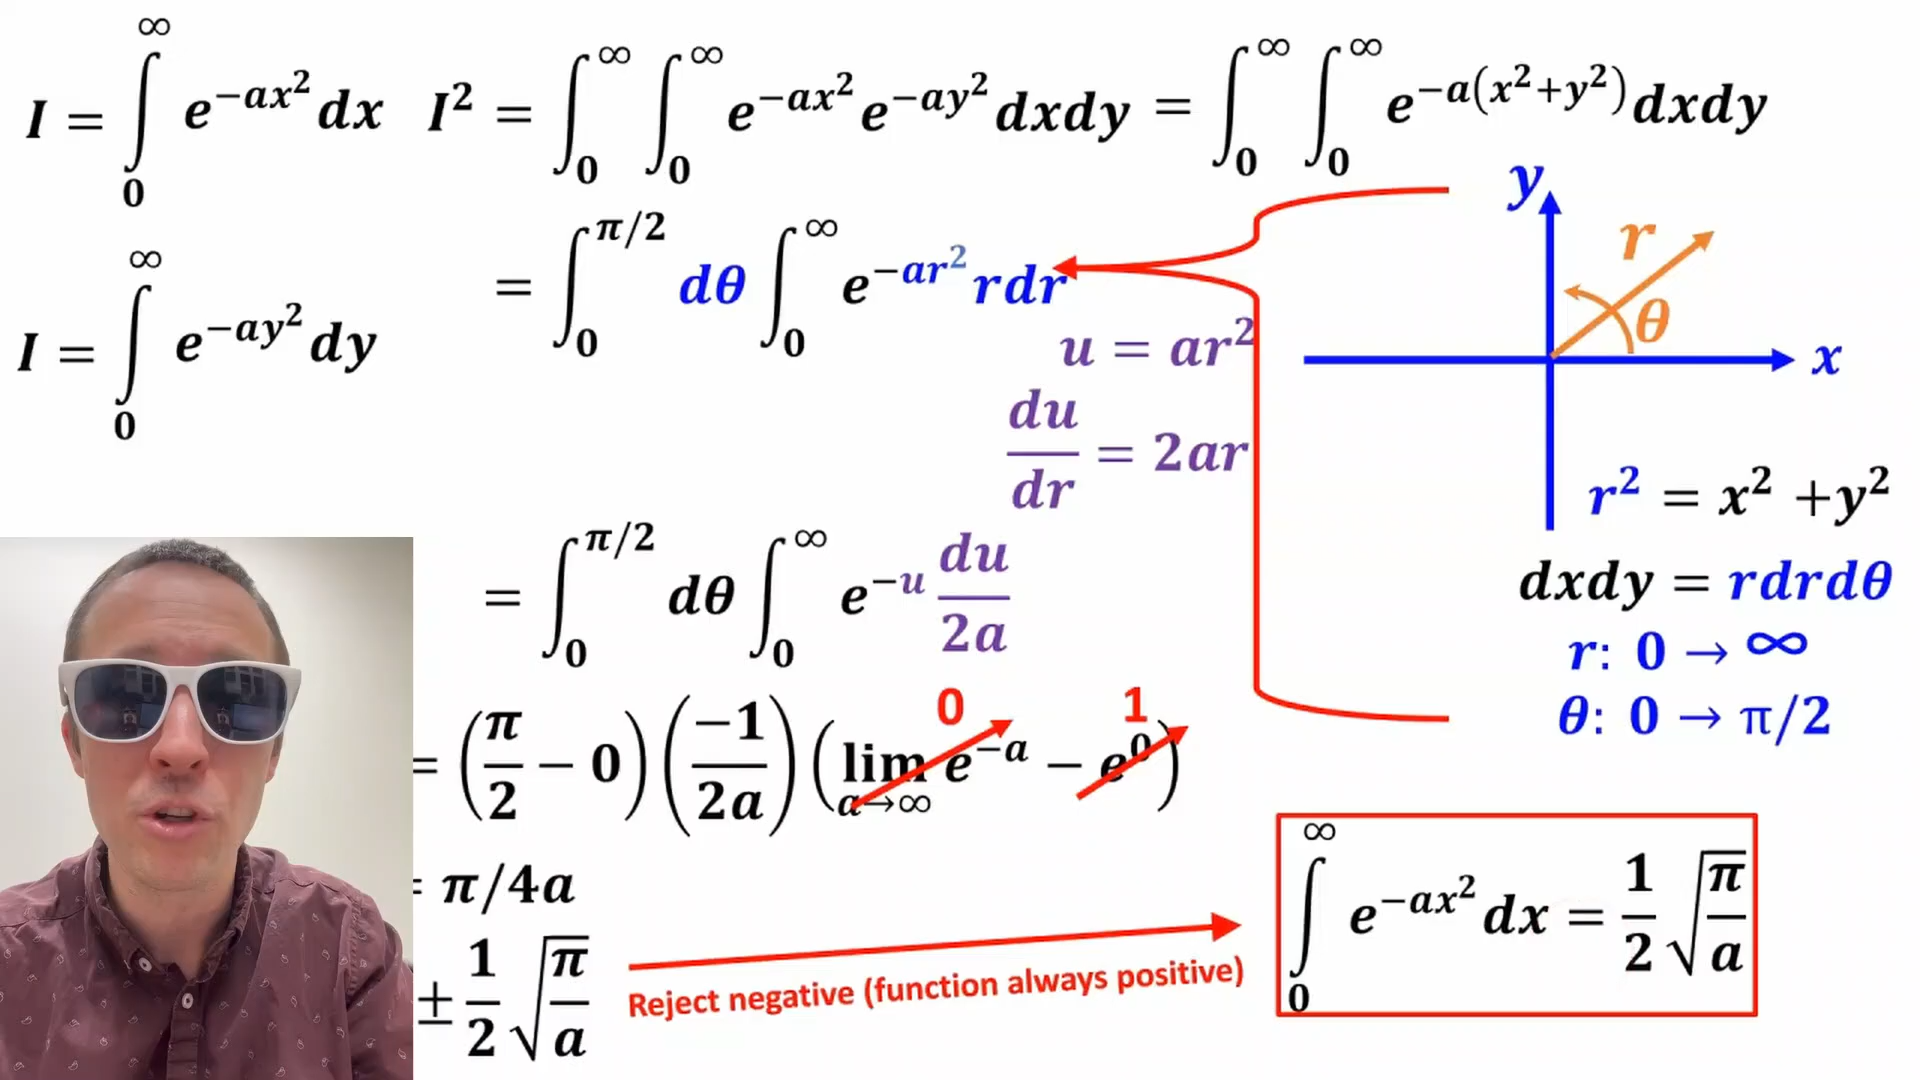 I = ∫₀^∞ e^{-ax²} dx  I² = ∫₀^∞ ∫₀^∞ e^{-ax²} e^{-ay²} dxdy = ∫₀^∞ ∫₀^∞ e^{-a(x²+y²)} dxdy
= ∫₀^{π/2} dθ ∫₀^∞ e^{-ar²} rdr
I = ∫₀^∞ e^{-ay²} dy
u = ar²
du/dr = 2ar
= ∫₀^{π/2} dθ ∫₀^∞ e^{-u} du/2a
= (π/2 − 0)(−1/2a)(lim_{a→∞} e^{-a} − e⁰)
0 1
= π/4a
± 1/2 √(π/a)
Reject negative (function always positive)
y
r
θ
x
r² = x² +y²
dxdy = rdrdθ
r: 0 → ∞
θ: 0 → π/2
∫₀^∞ e^{-ax²} dx = 1/2 √(π/a)